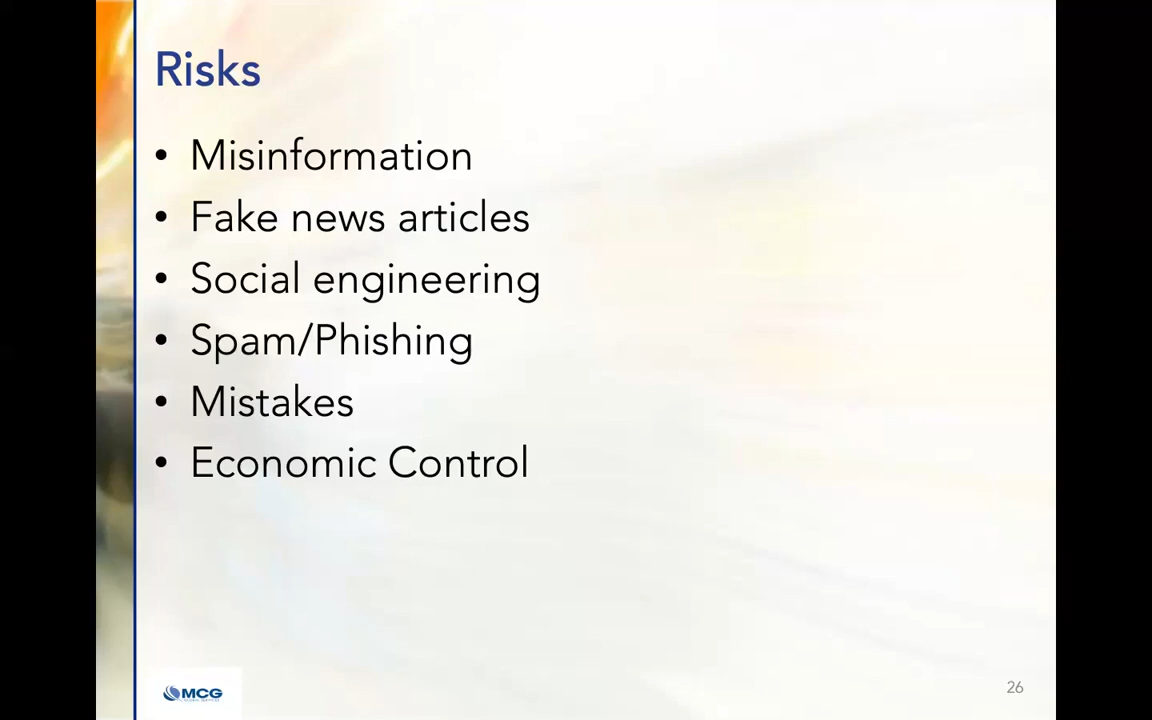 Risks
• Misinformation
• Fake news articles
• Social engineering
• Spam/Phishing
• Mistakes
• Economic Control
MCG
26